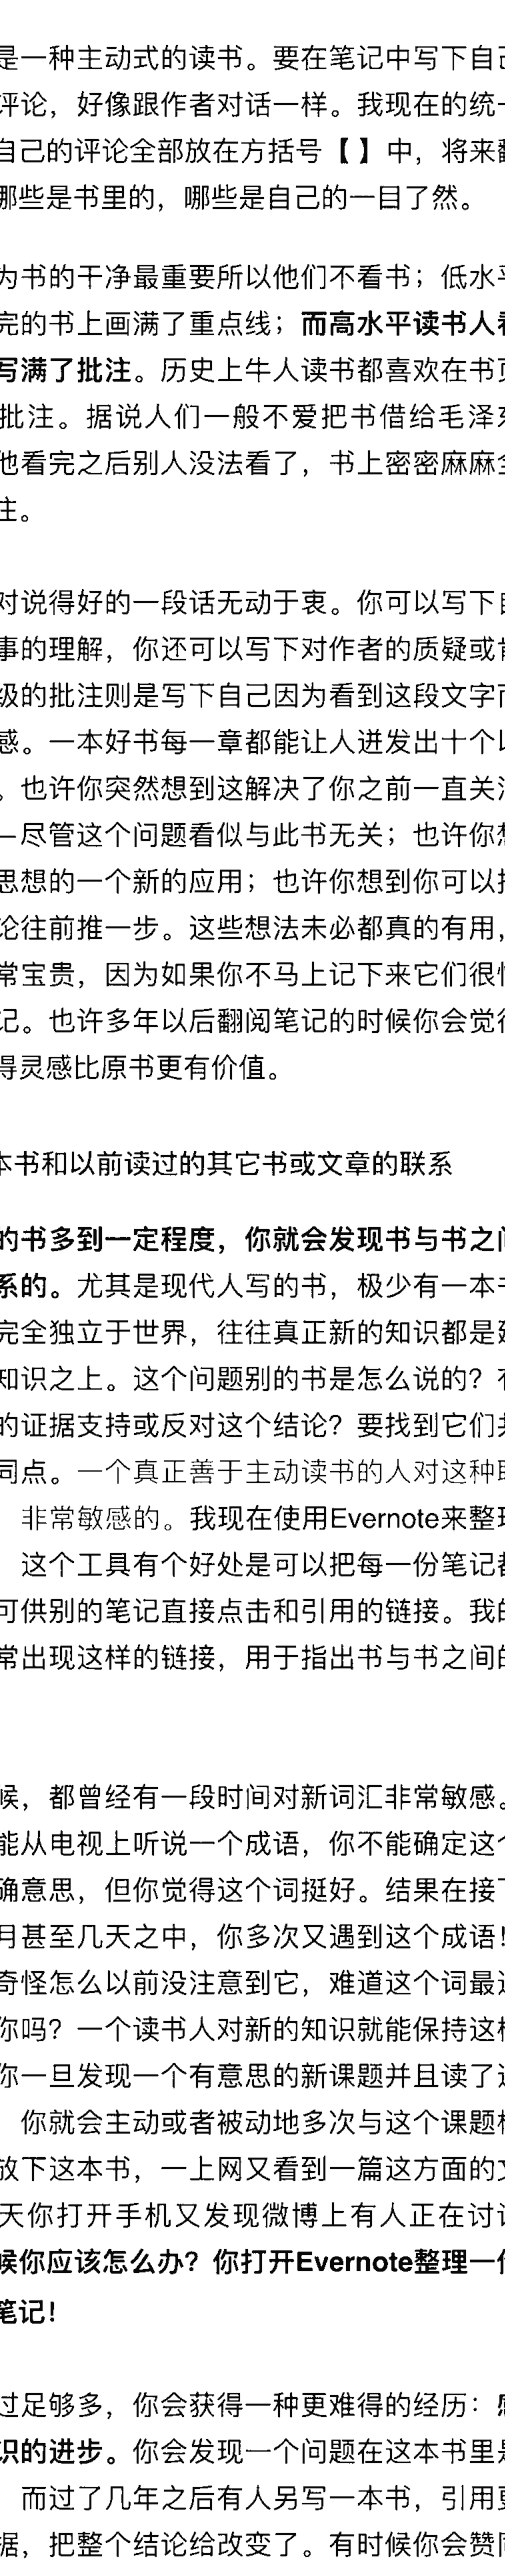 是一种主动式的读书。要在笔记中写下自己
评论，好像跟作者对话一样。我现在的统一
自己的评论全部放在方括号【】中，将来翻
哪些是书里的，哪些是自己的一目了然。
为书的干净最重要所以他们不看书；低水平
完的书上画满了重点线；而高水平读书人看
写满了批注。历史上牛人读书都喜欢在书页
批注。据说人们一般不爱把书借给毛泽东
他看完之后别人没法看了，书上密密麻麻全
注。
对说得好的一段话无动于衷。你可以写下自
事的理解，你还可以写下对作者的质疑或肯
级的批注则是写下自己因为看到这段文字而
感。一本好书每一章都能让人迸发出十个以
。也许你突然想到这解决了你之前一直关注
—尽管这个问题看似与此书无关；也许你想
思想的一个新的应用；也许你想到你可以把
论往前推一步。这些想法未必都真的有用，
常宝贵，因为如果你不马上记下来它们很快
记。也许多年以后翻阅笔记的时候你会觉得
得灵感比原书更有价值。
本书和以前读过的其它书或文章的联系
的书多到一定程度，你就会发现书与书之间
系的。尤其是现代人写的书，极少有一本书
完全独立于世界，往往真正新的知识都是建
知识之上。这个问题别的书是怎么说的？有
的证据支持或反对这个结论？要找到它们共
同点。一个真正善于主动读书的人对这种联
非常敏感的。我现在使用Evernote来整理
这个工具有个好处是可以把每一份笔记都
可供别的笔记直接点击和引用的链接。我的
常出现这样的链接，用于指出书与书之间的
候，都曾经有一段时间对新词汇非常敏感。
能从电视上听说一个成语，你不能确定这个
确意思，但你觉得这个词挺好。结果在接下
月甚至几天之中，你多次又遇到这个成语！
奇怪怎么以前没注意到它，难道这个词最近
你吗？一个读书人对新的知识就能保持这样
你一旦发现一个有意思的新课题并且读了这
你就会主动或者被动地多次与这个课题相
放下这本书，一上网又看到一篇这方面的文
天你打开手机又发现微博上有人正在讨论
候你应该怎么办？你打开Evernote整理一份
笔记！
过足够多，你会获得一种更难得的经历：感
识的进步。你会发现一个问题在这本书里是
而过了几年之后有人另写一本书，引用更
据，把整个结论给改变了。有时候你会赞同